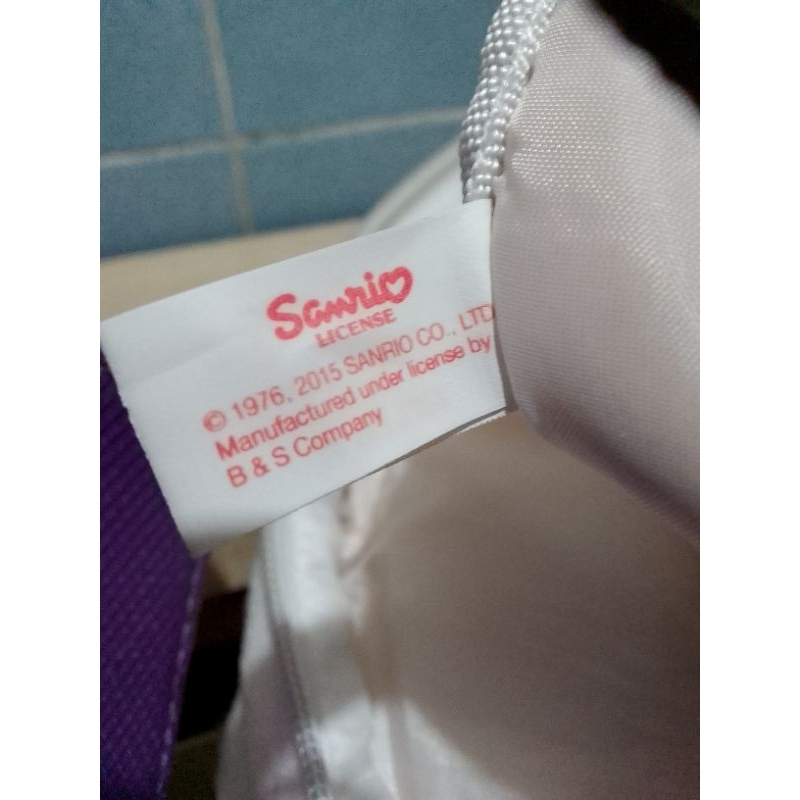 Sanrio
LICENSE
© 1976, 2015 SANRIO CO., LTD
Manufactured under license by
B & S Company